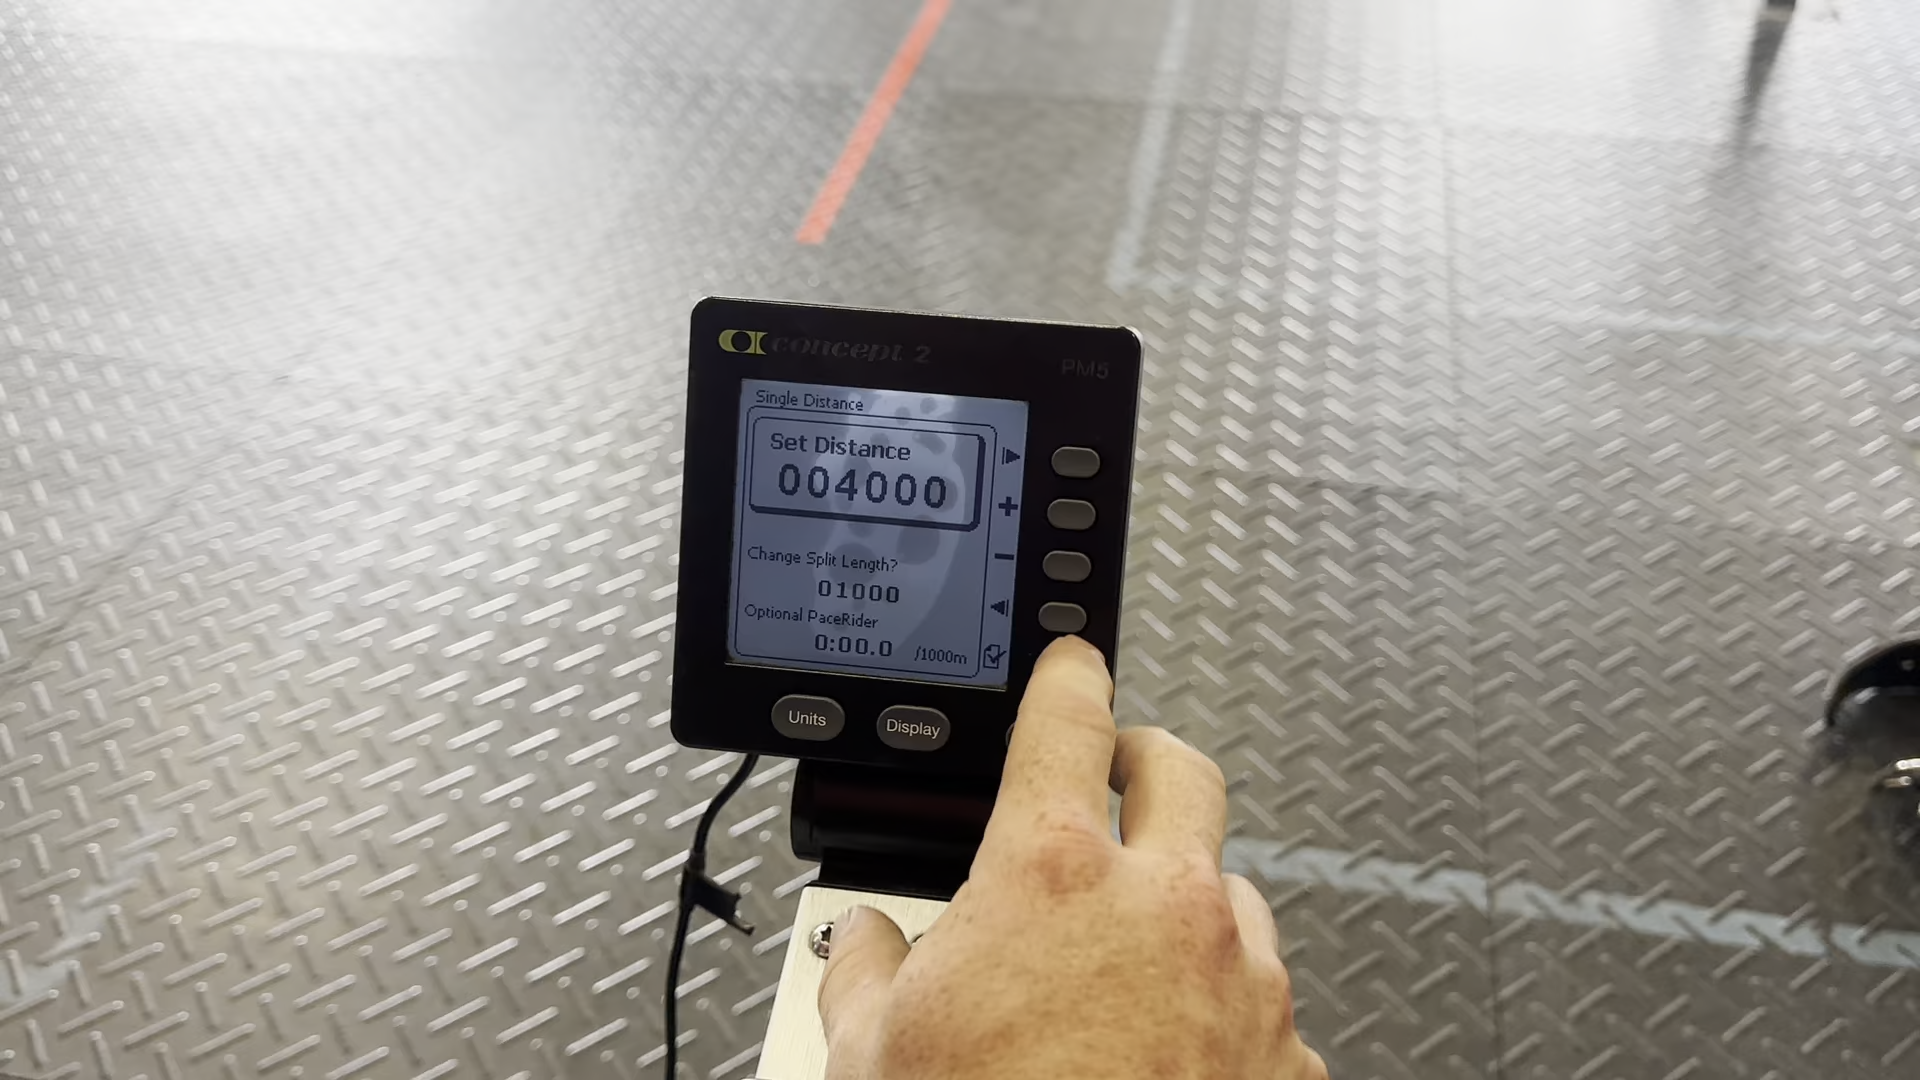 concept 2
PM5
Single Distance
Set Distance
004000
Change Split Length?
01000
Optional PaceRider
0:00.0 /1000m
Units
Display